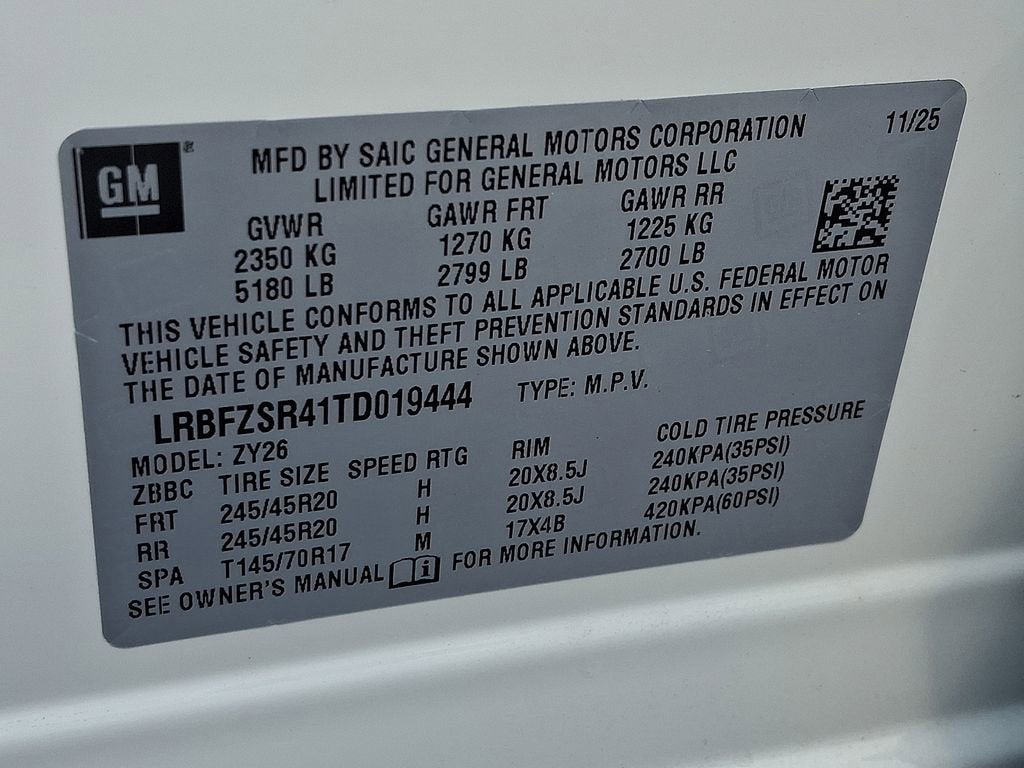 GM
MFD BY SAIC GENERAL MOTORS CORPORATION 11/25
LIMITED FOR GENERAL MOTORS LLC
GVWR GAWR FRT GAWR RR
2350 KG 1270 KG 1225 KG
5180 LB 2799 LB 2700 LB
THIS VEHICLE CONFORMS TO ALL APPLICABLE U.S. FEDERAL MOTOR
VEHICLE SAFETY AND THEFT PREVENTION STANDARDS IN EFFECT ON
THE DATE OF MANUFACTURE SHOWN ABOVE.
LRBFZSR41TD019444 TYPE: M.P.V.
MODEL: ZY26
ZBBC TIRE SIZE SPEED RTG RIM COLD TIRE PRESSURE
FRT 245/45R20 H 20X8.5J 240KPA(35PSI)
RR 245/45R20 H 20X8.5J 240KPA(35PSI)
SPA T145/70R17 M 17X4B 420KPA(60PSI)
SEE OWNER'S MANUAL i FOR MORE INFORMATION.